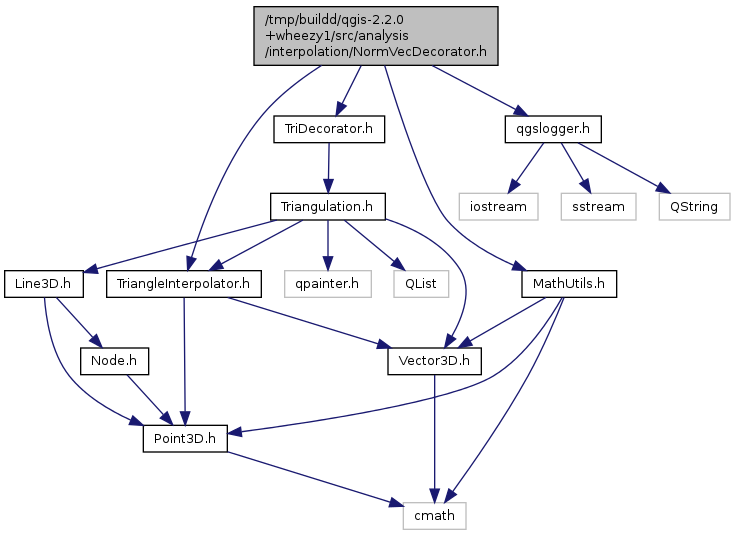 /tmp/buildd/qgis-2.2.0
+wheezy1/src/analysis
/interpolation/NormVecDecorator.h
TriDecorator.h
qgslogger.h
Triangulation.h
iostream
sstream
QString
Line3D.h
TriangleInterpolator.h
qpainter.h
QList
MathUtils.h
Node.h
Vector3D.h
Point3D.h
cmath